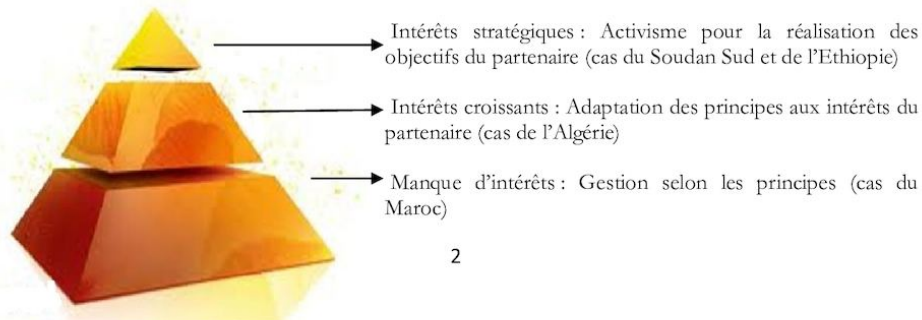 Intérêts stratégiques : Activisme pour la réalisation des
objectifs du partenaire (cas du Soudan Sud et de l'Ethiopie)
Intérêts croissants : Adaptation des principes aux intérêts du
partenaire (cas de l'Algérie)
Manque d'intérêts : Gestion selon les principes (cas du
Maroc)
2